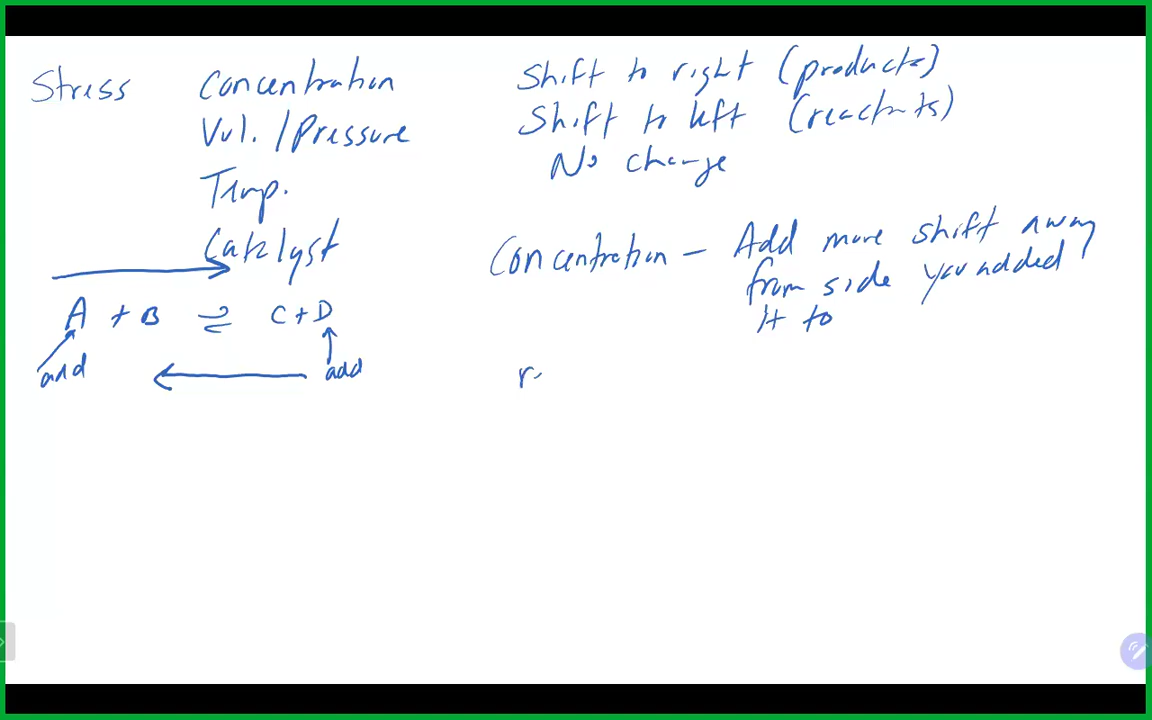 Stress Concentration Shift to right (products)
Vol. / Pressure Shift to left (reactants)
Temp. No change
Catalyst Concentration – Add more shift away
from side you added
A + B ⇌ C + D it to
add add r